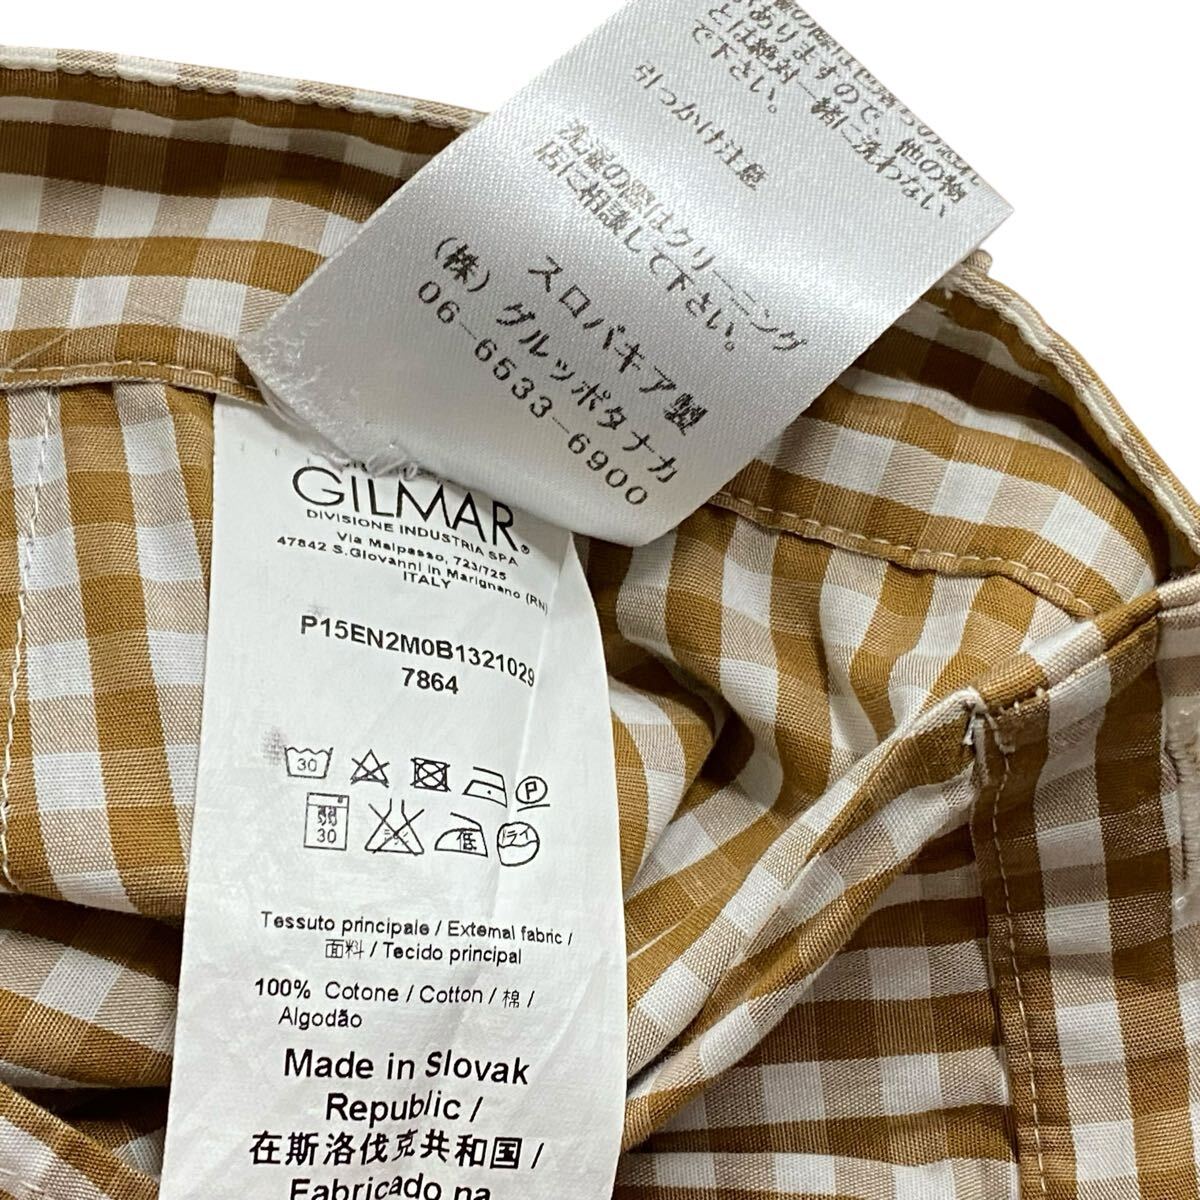 がありますので、他の物
とは絶対一緒に洗わない
で下さい。
引っかけ注意
洗濯の際はクリーニング
店に相談して下さい。
スロバキア製
(株) グルッポタナカ
06-6533-6900
GILMAR®
DIVISIONE INDUSTRIA SPA
Via Malpasso, 723/725
47842 S.Giovanni in Marignano (RN)
ITALY
P15EN2M0B1321029
7864
30
P
弱
30
低
ドライ
Tessuto principale / External fabric /
面料 / Tecido principal
100% Cotone / Cotton / 棉 /
Algodão
Made in Slovak
Republic /
在斯洛伐克共和国 /
Fabricado na